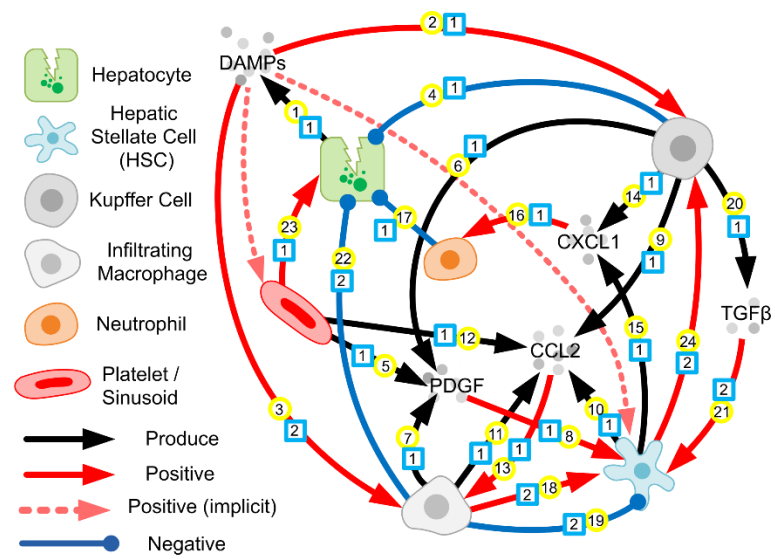 2 1
DAMPs
Hepatocyte
4 1
1
1
6 1
Hepatic
Stellate Cell
(HSC)
14 1
20
1
23
1
17
1
16 1
9
1
Kupffer Cell
CXCL1
22
2
Infiltrating
Macrophage
TGFβ
15
1
24
2
Neutrophil
1 12
1
5
CCL2
PDGF
2
21
Platelet /
Sinusoid
3
2
7
1
11
1
1
13
10
1
1 8
Produce
Positive
2 18
2 19
Positive (implicit)
Negative